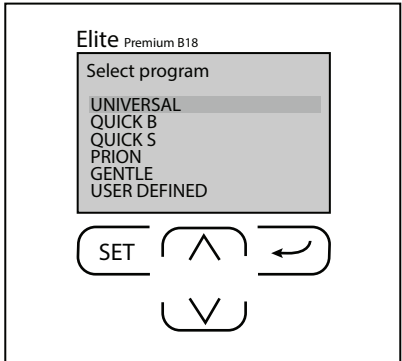 Elite Premium B18
Select program
UNIVERSAL
QUICK B
QUICK S
PRION
GENTLE
USER DEFINED
SET